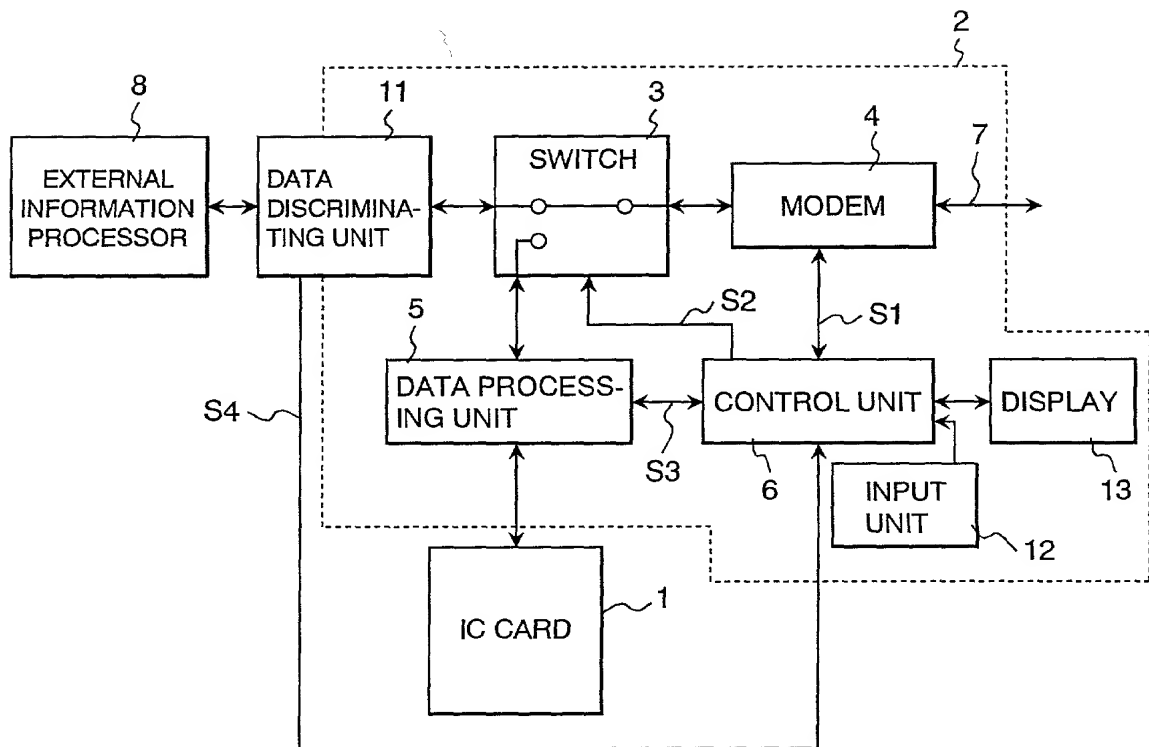 2
8
11
3
4
7
EXTERNAL
INFORMATION
PROCESSOR
DATA
DISCRIMINA-
TING UNIT
SWITCH
MODEM
S2
S1
5
S4
DATA PROCESS-
ING UNIT
S3
CONTROL UNIT
6
DISPLAY
13
INPUT
UNIT
12
IC CARD
1